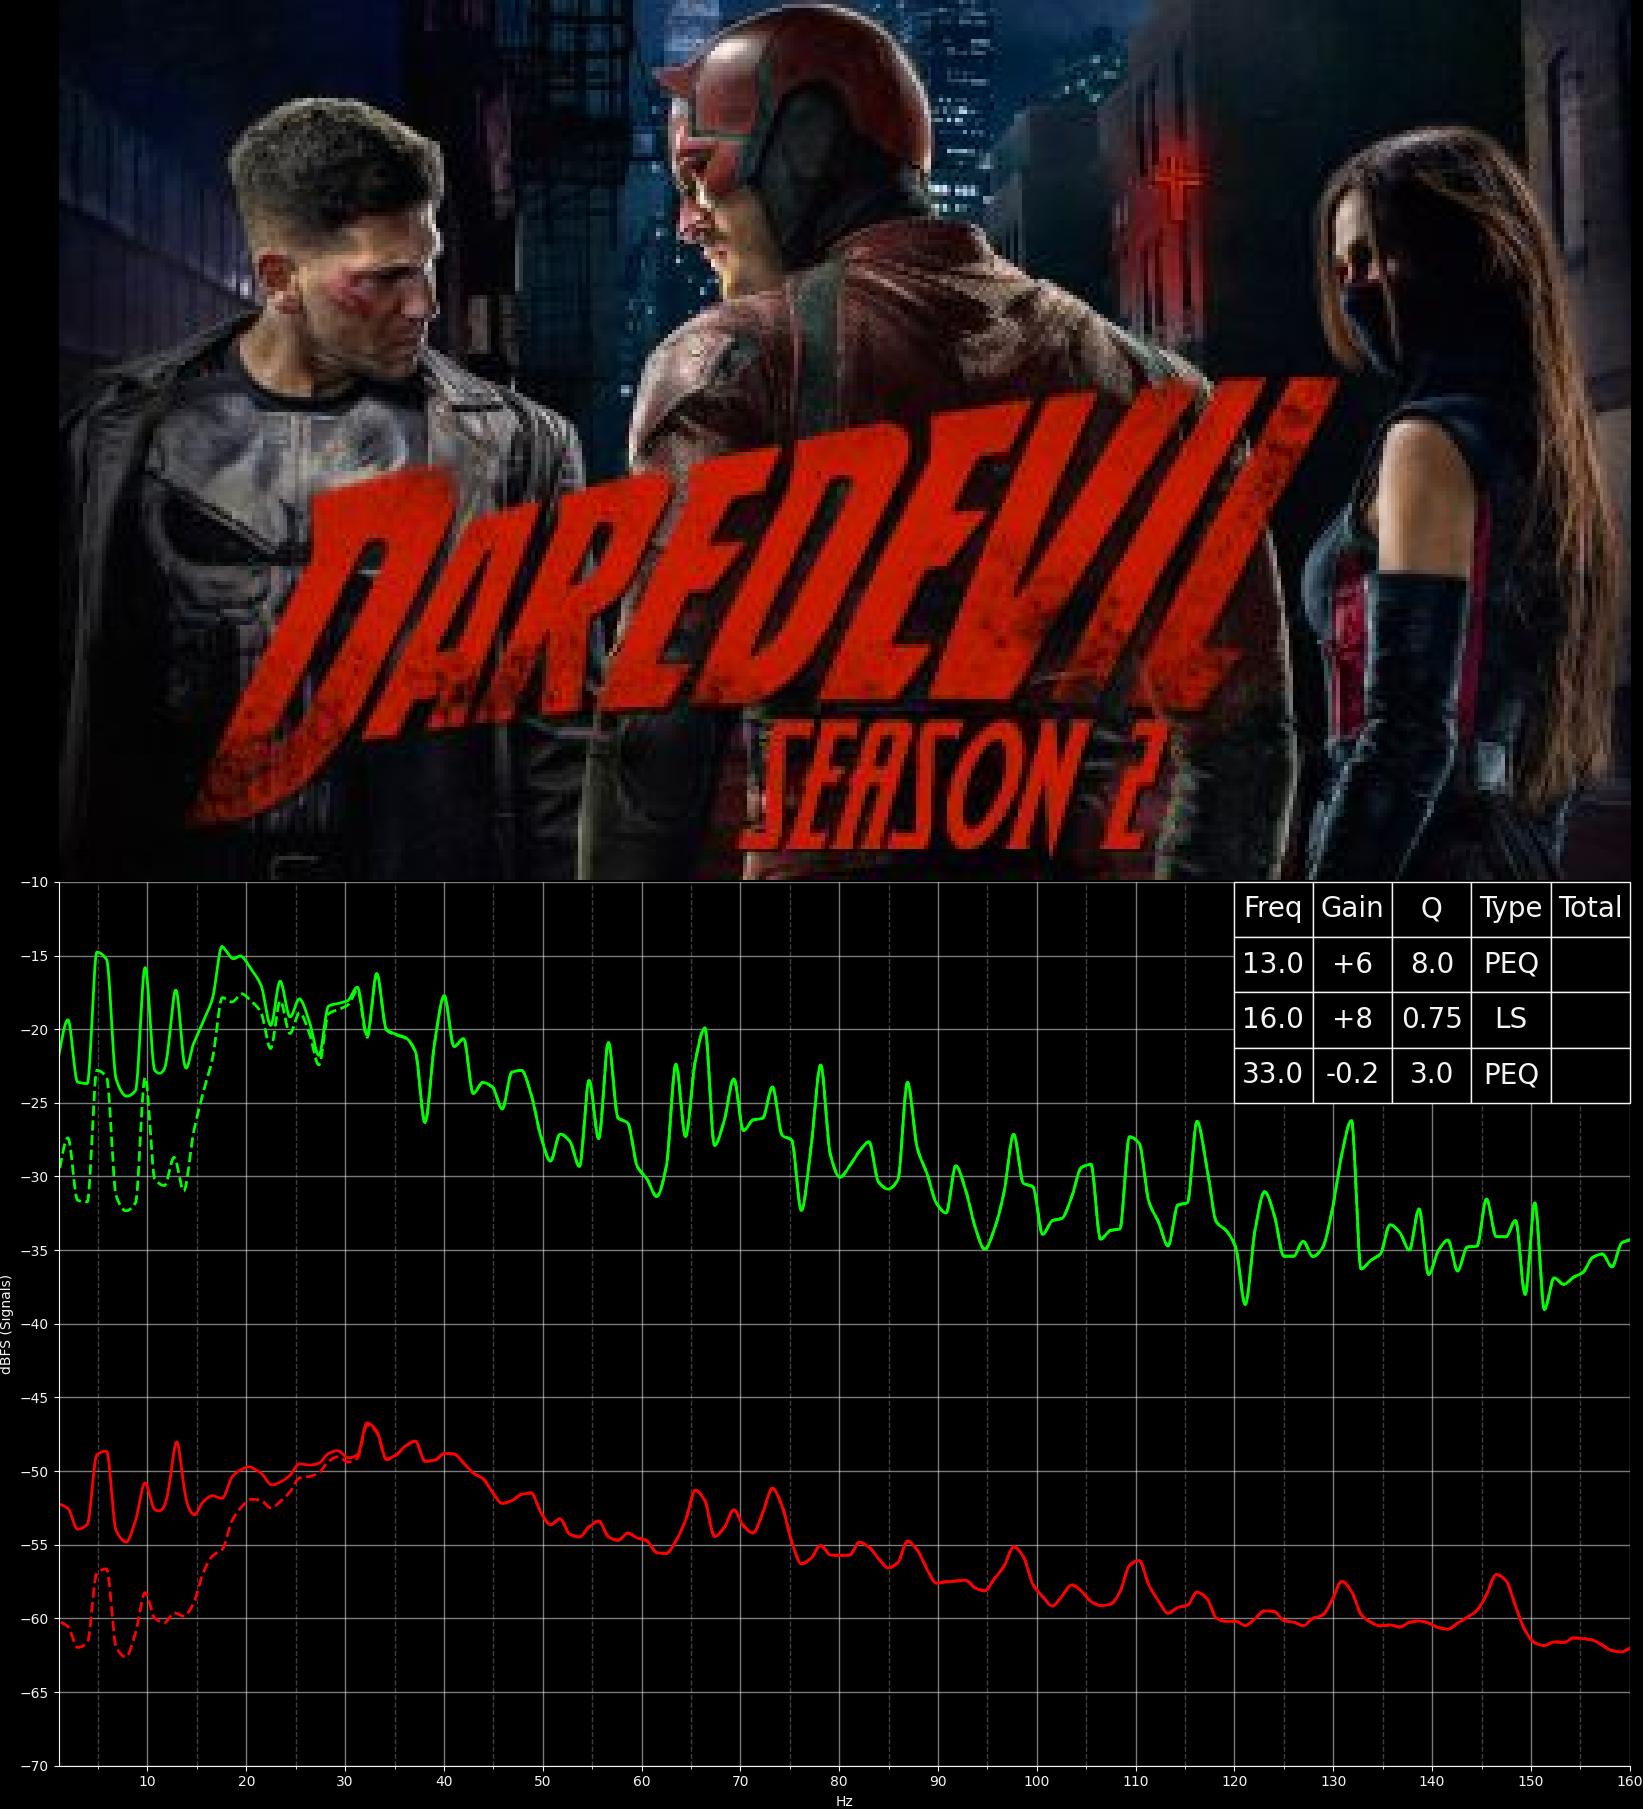 DAREDEVIL
SEASON 2
Freq Gain Q Type Total
13.0 +6 8.0 PEQ
16.0 +8 0.75 LS
33.0 -0.2 3.0 PEQ
−10
−15
−20
−25
−30
−35
−40
−45
−50
−55
−60
−65
−70
dBFS (Signals)
10 20 30 40 50 60 70 80 90 100 110 120 130 140 150 160
Hz